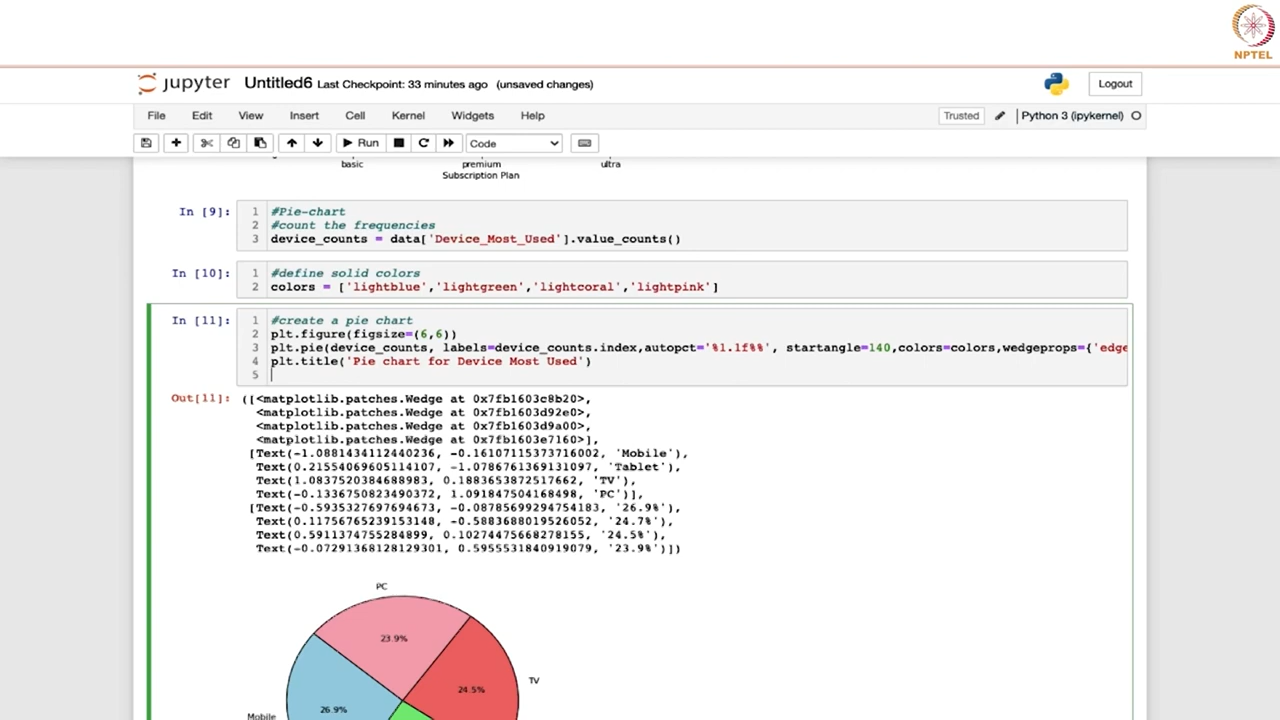 NPTEL
jupyter Untitled6 Last Checkpoint: 33 minutes ago (unsaved changes)
Logout
File Edit View Insert Cell Kernel Widgets Help
Trusted Python 3 (ipykernel)
Run Code
basic premium ultra
Subscription Plan
In [9]: 1 #Pie-chart
2 #count the frequencies
3 device_counts = data['Device_Most_Used'].value_counts()
In [10]: 1 #define solid colors
2 colors = ['lightblue','lightgreen','lightcoral','lightpink']
In [11]: 1 #create a pie chart
2 plt.figure(figsize=(6,6))
3 plt.pie(device_counts, labels=device_counts.index,autopct='%1.1f%%', startangle=140,colors=colors,wedgeprops={'edge
4 plt.title('Pie chart for Device Most Used')
5
Out[11]: ([<matplotlib.patches.Wedge at 0x7fb1603c8b20>,
<matplotlib.patches.Wedge at 0x7fb1603d92e0>,
<matplotlib.patches.Wedge at 0x7fb1603d9a00>,
<matplotlib.patches.Wedge at 0x7fb1603e7160>],
[Text(-1.0881434112440236, -0.16107115373716002, 'Mobile'),
Text(0.21554069605114107, -1.0786761369131097, 'Tablet'),
Text(1.0837520384688983, 0.1883653872517662, 'TV'),
Text(-0.1336750823490372, 1.091847504168498, 'PC')],
[Text(-0.5935327697694673, -0.08785699294754183, '26.9%'),
Text(0.11756765239153148, -0.5883688019526052, '24.7%'),
Text(0.5911374755284899, 0.10274475668278155, '24.5%'),
Text(-0.07291368128129301, 0.5955531840919079, '23.9%')])
PC
23.9%
TV
24.5%
26.9%
Mobile